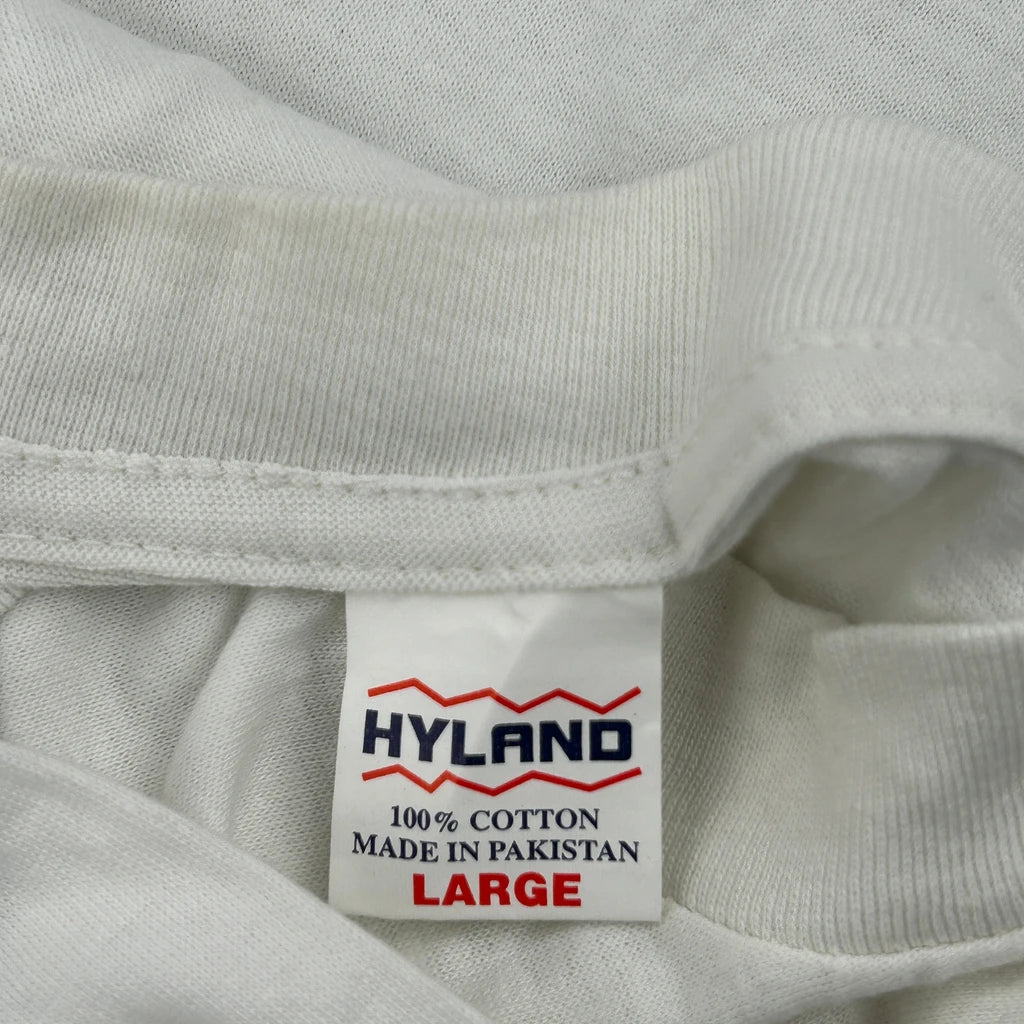 HYLAND
100% COTTON
MADE IN PAKISTAN
LARGE